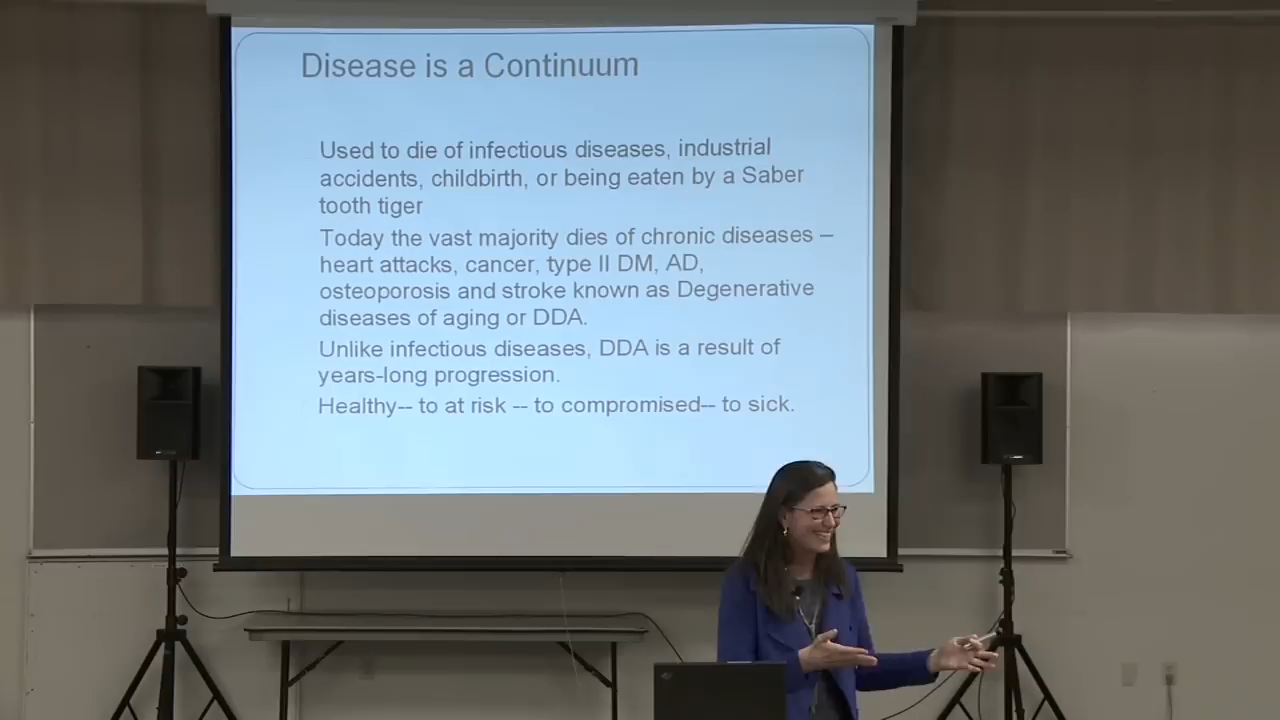 Disease is a Continuum
Used to die of infectious diseases, industrial
accidents, childbirth, or being eaten by a Saber
tooth tiger
Today the vast majority dies of chronic diseases –
heart attacks, cancer, type II DM, AD,
osteoporosis and stroke known as Degenerative
diseases of aging or DDA.
Unlike infectious diseases, DDA is a result of
years-long progression.
Healthy-- to at risk -- to compromised-- to sick.